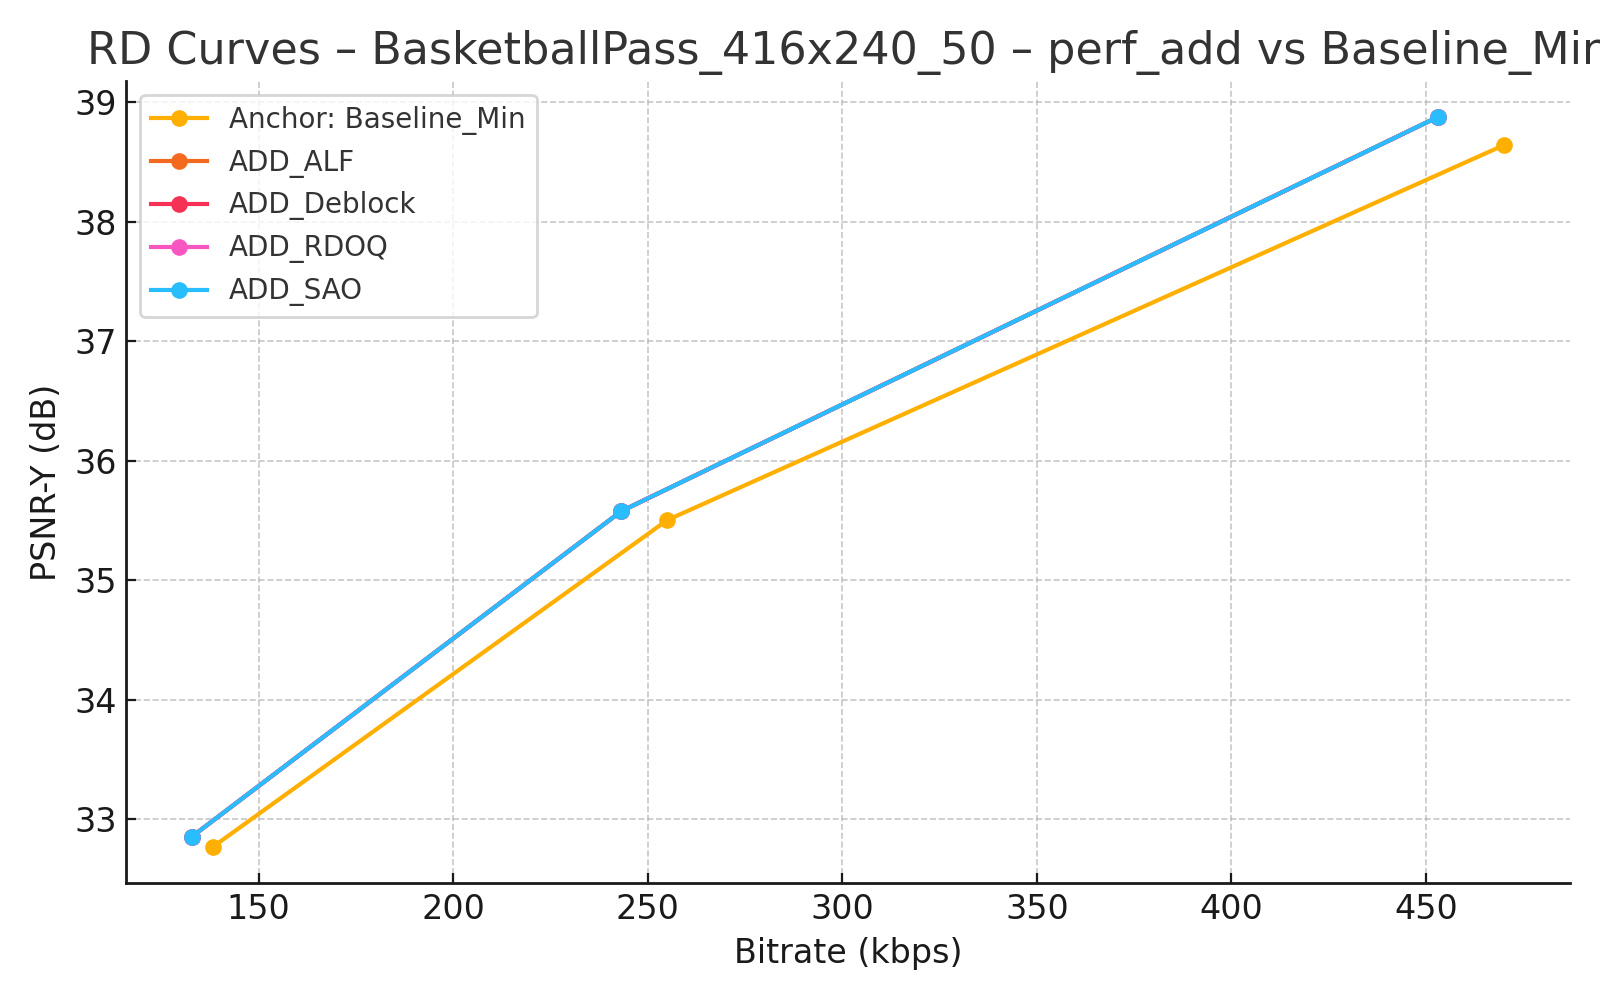 RD Curves – BasketballPass_416x240_50 – perf_add vs Baseline_Min
39
38
37
36
35
34
33
PSNR-Y (dB)
Anchor: Baseline_Min
ADD_ALF
ADD_Deblock
ADD_RDOQ
ADD_SAO
150 200 250 300 350 400 450
Bitrate (kbps)